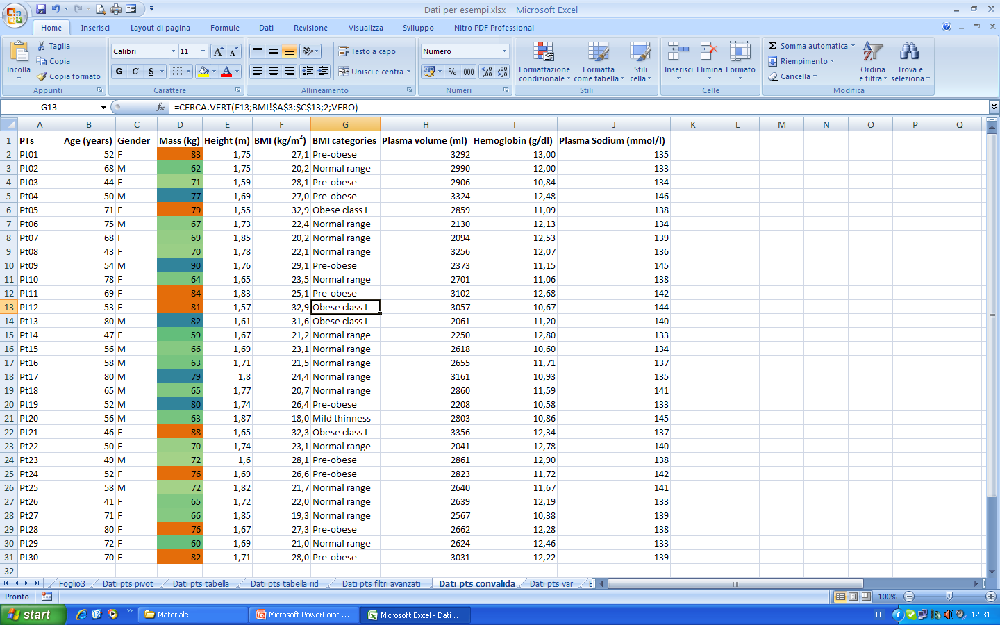 Dati per esempi.xlsx - Microsoft Excel
Home Inserisci Layout di pagina Formule Dati Revisione Visualizza Sviluppo Nitro PDF Professional
Incolla
Taglia
Copia
Copia formato
Appunti
Calibri 11
G C S
Carattere
Testo a capo
Unisci e centra
Allineamento
Numero
% 000
Numeri
Formattazione condizionale
Formatta come tabella
Stili cella
Stili
Inserisci Elimina Formato
Celle
Σ Somma automatica
Riempimento
Cancella
Ordina e filtra
Trova e seleziona
Modifica
G13 fx =CERCA.VERT(F13;BMI!$A$3:$C$13;2;VERO)
A B C D E F G H I J K L M N O P Q
1 PTs Age (years) Gender Mass (kg) Height (m) BMI (kg/m²) BMI categories Plasma volume (ml) Hemoglobin (g/dl) Plasma Sodium (mmol/l)
2 Pt01 52 F 83 1,75 27,1 Pre-obese 3292 13,00 135
3 Pt02 68 M 62 1,75 20,2 Normal range 2990 12,00 133
4 Pt03 44 F 71 1,59 28,1 Pre-obese 2906 10,84 134
5 Pt04 50 M 77 1,69 27,0 Pre-obese 3324 12,48 146
6 Pt05 71 F 79 1,55 32,9 Obese class I 2859 11,09 138
7 Pt06 75 M 67 1,73 22,4 Normal range 2130 12,13 134
8 Pt07 68 F 69 1,85 20,2 Normal range 2094 12,53 139
9 Pt08 43 F 70 1,78 22,1 Normal range 3256 12,07 136
10 Pt09 54 M 90 1,76 29,1 Pre-obese 2373 11,15 145
11 Pt10 78 F 64 1,65 23,5 Normal range 2701 11,06 138
12 Pt11 69 F 84 1,83 25,1 Pre-obese 3102 12,68 142
13 Pt12 53 F 81 1,57 32,9 Obese class I 3057 10,67 144
14 Pt13 80 M 82 1,61 31,6 Obese class I 2061 11,20 140
15 Pt14 47 F 59 1,67 21,2 Normal range 2250 12,80 133
16 Pt15 56 M 66 1,69 23,1 Normal range 2618 10,60 134
17 Pt16 58 M 63 1,71 21,5 Normal range 2655 11,71 137
18 Pt17 80 M 79 1,8 24,4 Normal range 3161 10,93 135
19 Pt18 65 M 65 1,77 20,7 Normal range 2860 11,59 141
20 Pt19 52 M 80 1,74 26,4 Pre-obese 2208 10,58 133
21 Pt20 56 M 63 1,87 18,0 Mild thinness 2803 10,86 145
22 Pt21 46 F 88 1,65 32,3 Obese class I 3356 12,34 137
23 Pt22 50 F 70 1,74 23,1 Normal range 2041 12,78 140
24 Pt23 49 M 72 1,6 28,1 Pre-obese 2861 12,90 138
25 Pt24 52 F 76 1,69 26,6 Pre-obese 2823 11,72 142
26 Pt25 58 M 72 1,82 21,7 Normal range 2640 11,67 141
27 Pt26 41 F 65 1,72 22,0 Normal range 2639 12,19 133
28 Pt27 71 F 66 1,85 19,3 Normal range 2567 10,38 139
29 Pt28 80 F 76 1,67 27,3 Pre-obese 2662 12,28 138
30 Pt29 72 F 60 1,69 21,0 Normal range 2624 12,46 133
31 Pt30 70 F 82 1,71 28,0 Pre-obese 3031 12,22 139
32
Foglio3 Dati pts pivot Dati pts tabella Dati pts tabella rid Dati pts filtri avanzati Dati pts convalida Dati pts var
Pronto 100%
start Materiale Microsoft PowerPoint ... Microsoft Excel - Dati ... IT 12.31